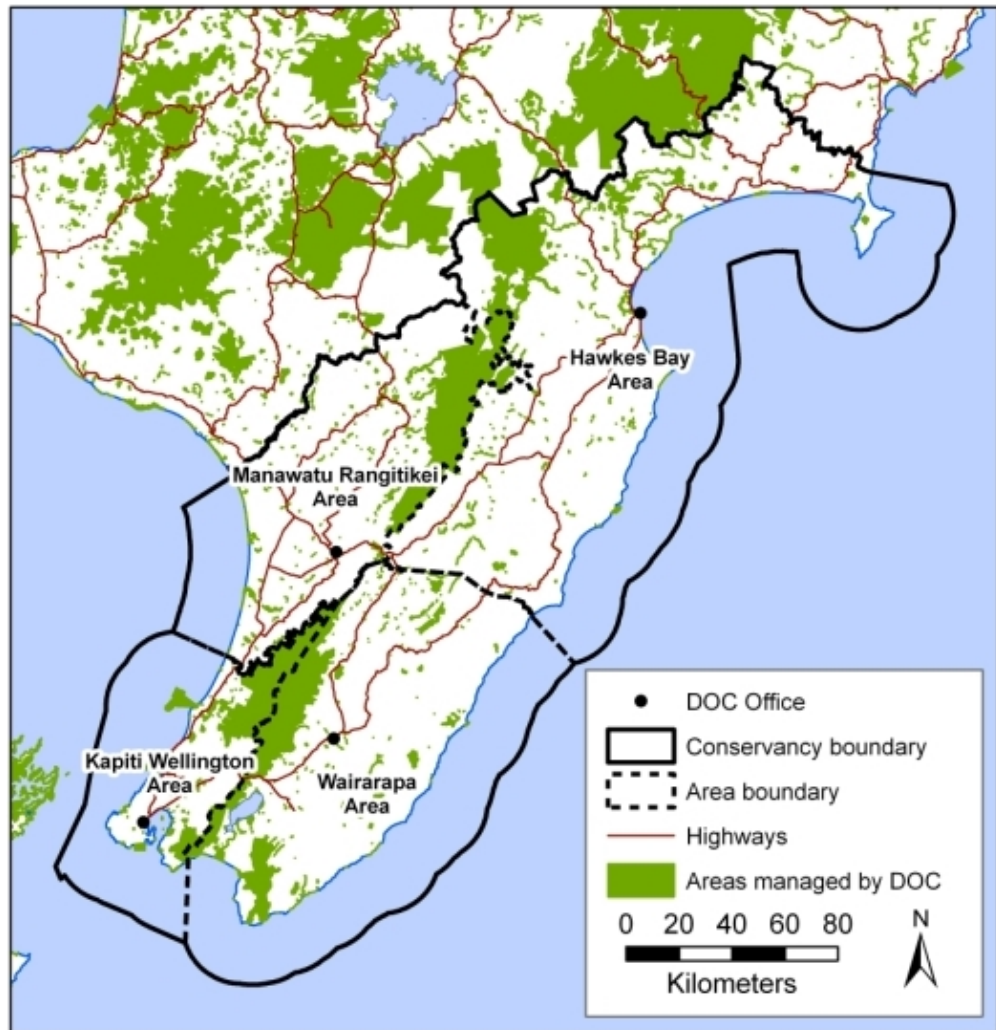 Hawkes Bay
Area
Manawatu Rangitikei
Area
Kapiti Wellington
Area
Wairarapa
Area
DOC Office
Conservancy boundary
Area boundary
Highways
Areas managed by DOC
0 20 40 60 80
Kilometers
N